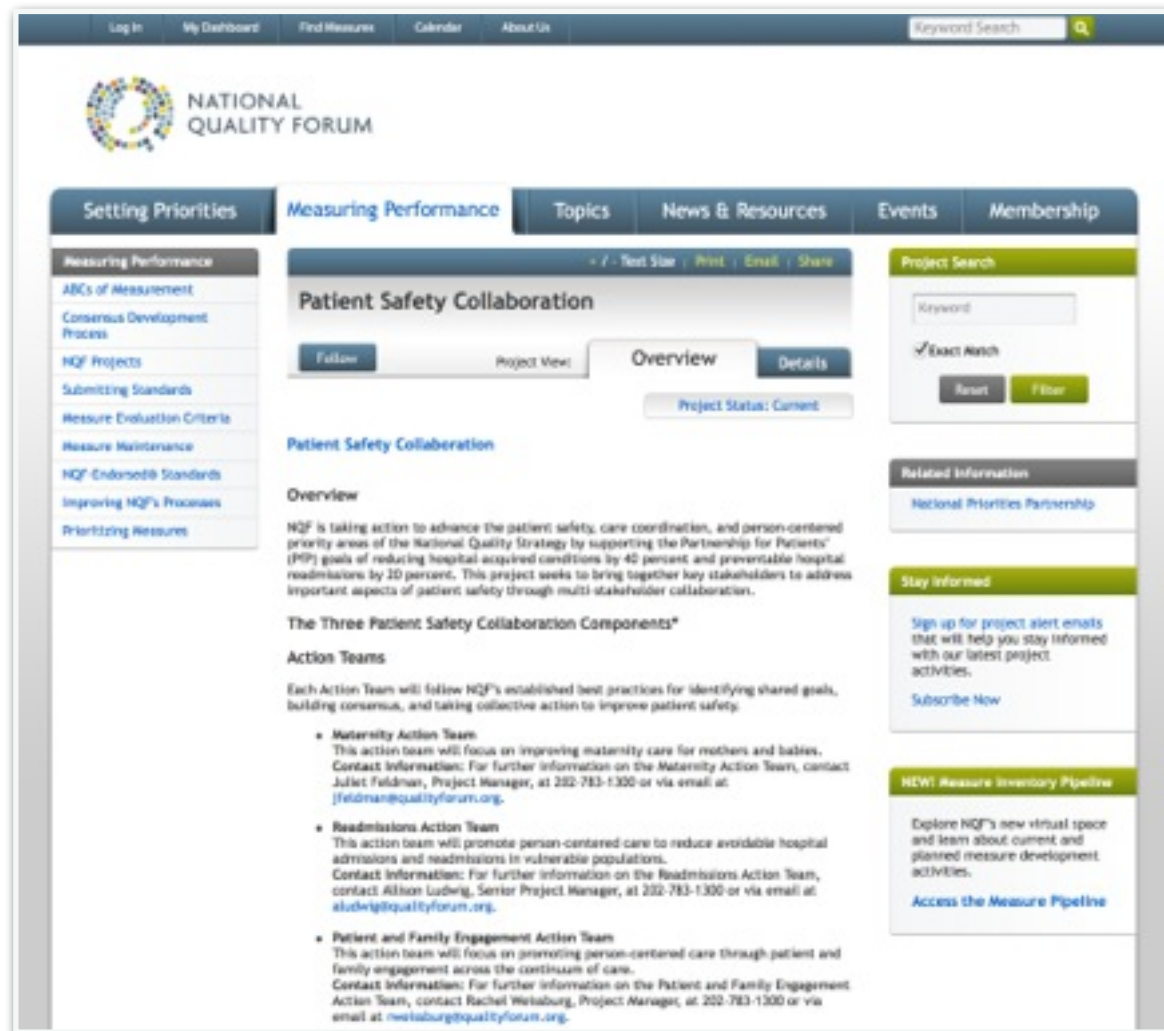 Log In My Dashboard Find Measures Calendar About Us Keyword Search
NATIONAL
QUALITY FORUM
Setting Priorities Measuring Performance Topics News & Resources Events Membership
Measuring Performance
ABCs of Measurement
Consensus Development
Process
NQF Projects
Submitting Standards
Measure Evaluation Criteria
Measure Maintenance
NQF-Endorsed® Standards
Improving NQF's Processes
Prioritizing Measures
+ / - Text Size | Print | Email | Share
Patient Safety Collaboration
Follow Project View: Overview Details
Project Status: Current
Patient Safety Collaboration
Overview
NQF is taking action to advance the patient safety, care coordination, and person-centered
priority areas of the National Quality Strategy by supporting the Partnership for Patients'
(PfP) goals of reducing hospital-acquired conditions by 40 percent and preventable hospital
readmissions by 20 percent. This project seeks to bring together key stakeholders to address
important aspects of patient safety through multi-stakeholder collaboration.
The Three Patient Safety Collaboration Components*
Action Teams
Each Action Team will follow NQF's established best practices for identifying shared goals,
building consensus, and taking collective action to improve patient safety.
• Maternity Action Team
This action team will focus on improving maternity care for mothers and babies.
Contact Information: For further information on the Maternity Action Team, contact
Juliet Feldman, Project Manager, at 202-783-1300 or via email at
jfeldman@qualityforum.org.
• Readmissions Action Team
This action team will promote person-centered care to reduce avoidable hospital
admissions and readmissions in vulnerable populations.
Contact Information: For further information on the Readmissions Action Team,
contact Allison Ludwig, Senior Project Manager, at 202-783-1300 or via email at
aludwig@qualityforum.org.
• Patient and Family Engagement Action Team
This action team will focus on promoting person-centered care through patient and
family engagement across the continuum of care.
Contact Information: For further information on the Patient and Family Engagement
Action Team, contact Rachel Weissburg, Project Manager, at 202-783-1300 or via
email at rweissburg@qualityforum.org.
Project Search
Keyword
Exact Match
Reset Filter
Related Information
National Priorities Partnership
Stay Informed
Sign up for project alert emails
that will help you stay informed
with our latest project
activities.
Subscribe Now
NEW! Measure Inventory Pipeline
Explore NQF's new virtual space
and learn about current and
planned measure development
activities.
Access the Measure Pipeline